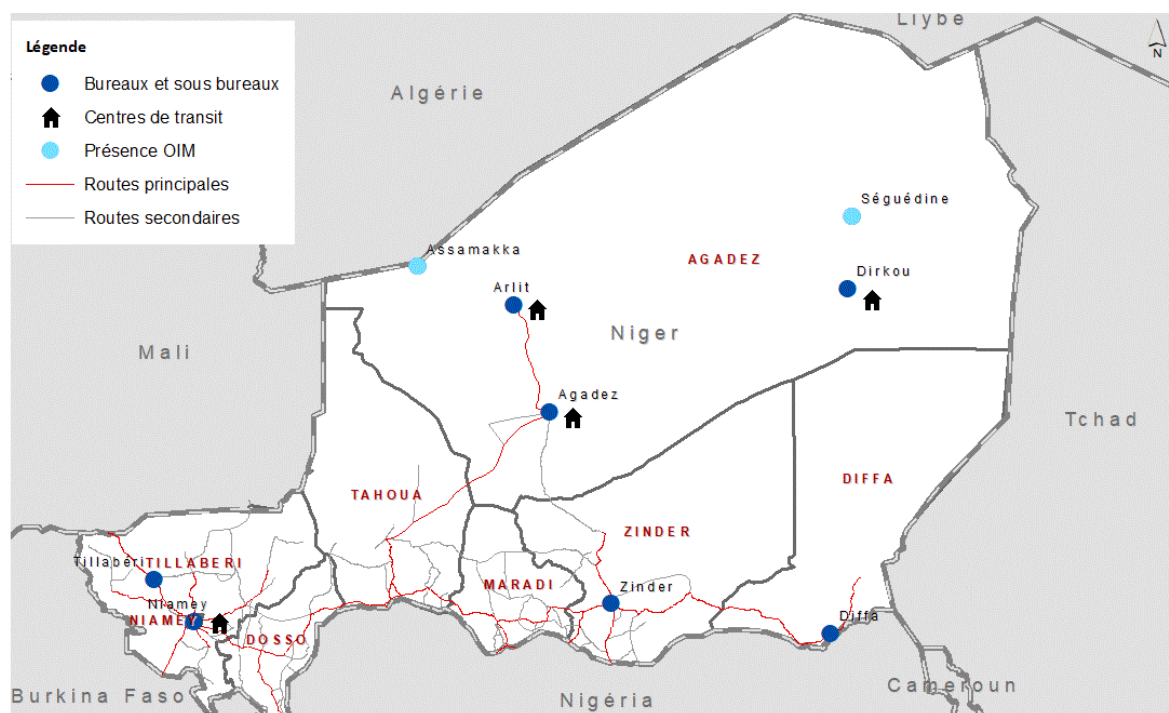 Légende
Bureaux et sous bureaux
Centres de transit
Présence OIM
Routes principales
Routes secondaires
Liybe
N
Algérie
Séguédine
Assamakka
AGADEZ
Dirkou
Arlit
Niger
Mali
Agadez
Tchad
DIFFA
TAHOUA
ZINDER
Tillabéri
TILLABERI
MARADI
Zinder
Niamey
NIAMEY
Diffa
DOSSO
Burkina Faso
Nigéria
Cameroun